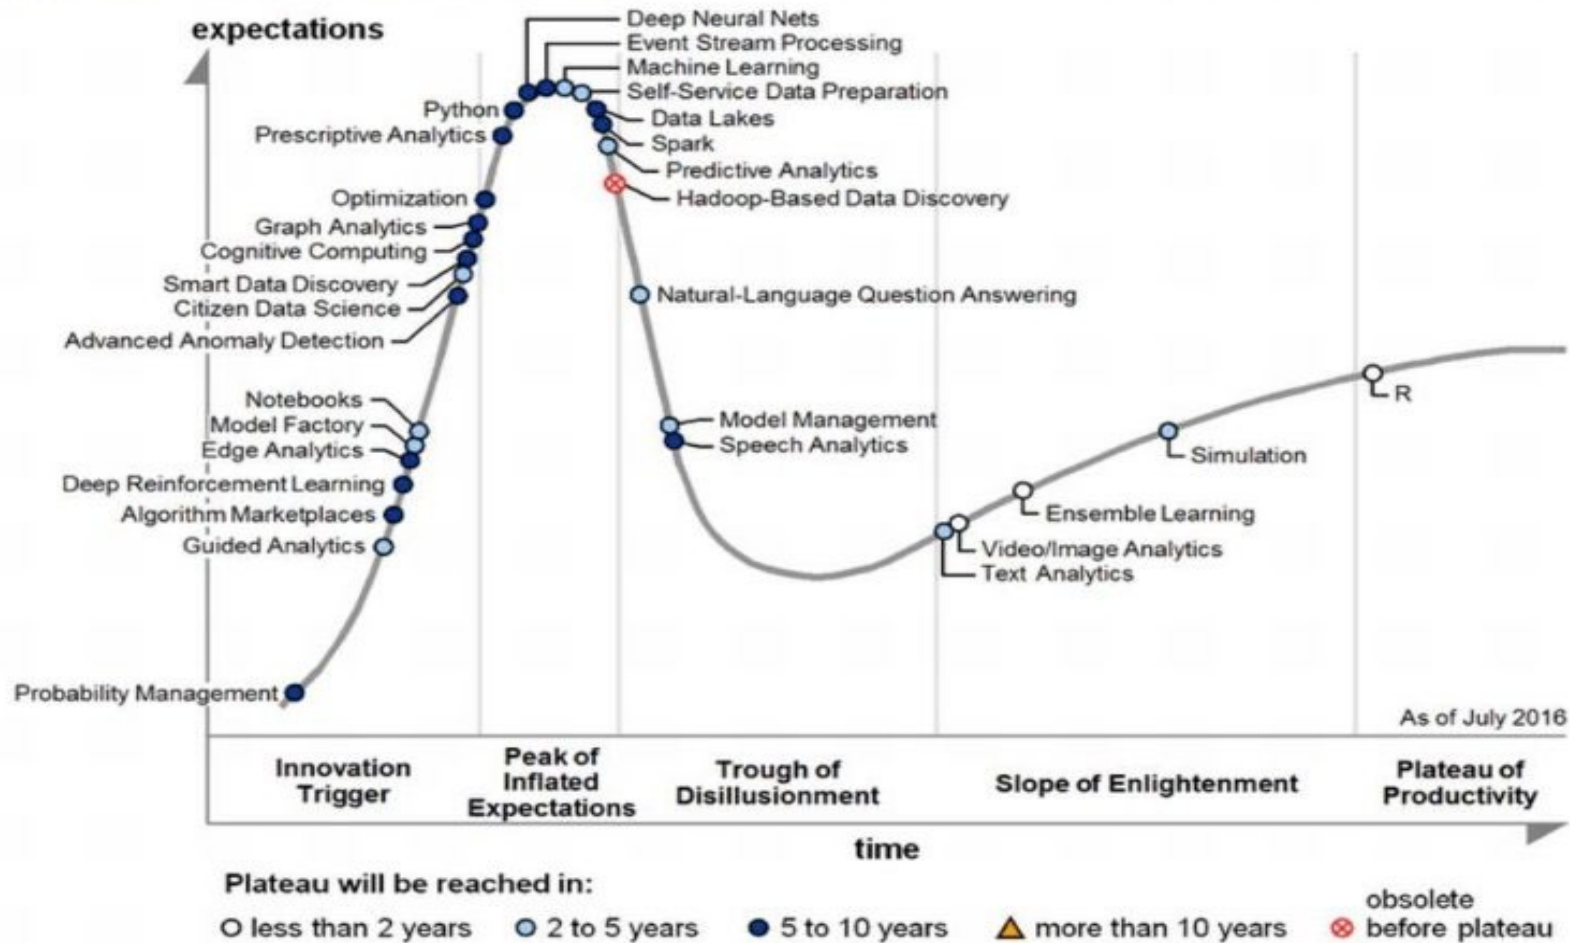 expectations
Deep Neural Nets
Event Stream Processing
Machine Learning
Self-Service Data Preparation
Python
Data Lakes
Prescriptive Analytics
Spark
Predictive Analytics
Optimization
Hadoop-Based Data Discovery
Graph Analytics
Cognitive Computing
Smart Data Discovery
Citizen Data Science
Natural-Language Question Answering
Advanced Anomaly Detection
Notebooks
Model Factory
Edge Analytics
Deep Reinforcement Learning
Algorithm Marketplaces
Guided Analytics
Model Management
Speech Analytics
R
Simulation
Ensemble Learning
Video/Image Analytics
Text Analytics
Probability Management
As of July 2016
Innovation
Trigger
Peak of
Inflated
Expectations
Trough of
Disillusionment
Slope of Enlightenment
Plateau of
Productivity
time
Plateau will be reached in:
less than 2 years
2 to 5 years
5 to 10 years
more than 10 years
obsolete
before plateau